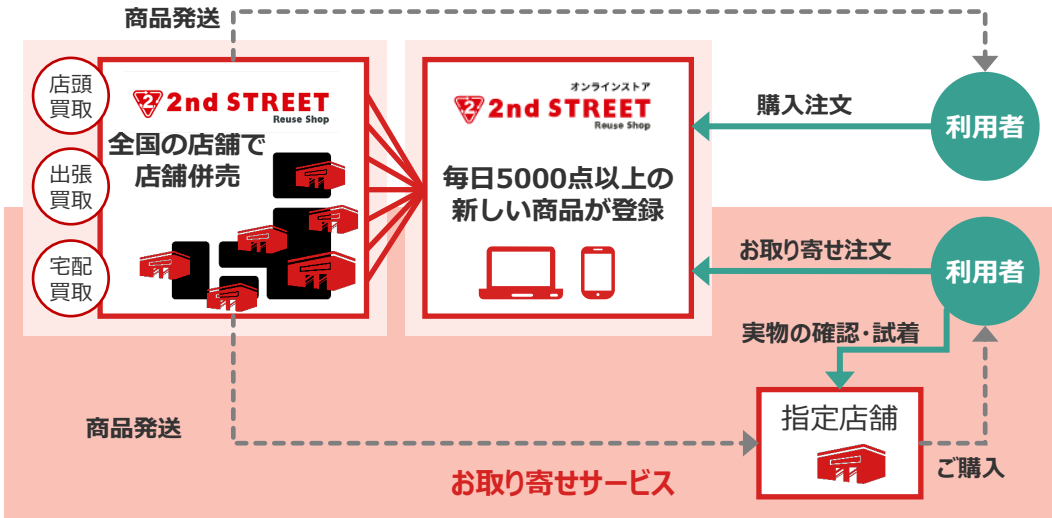 商品発送
店頭
買取
出張
買取
宅配
買取
2 2nd STREET
Reuse Shop
全国の店舗で
店舗併売
オンラインストア
2 2nd STREET
Reuse Shop
毎日5000点以上の
新しい商品が登録
購入注文
利用者
お取り寄せ注文
利用者
実物の確認・試着
指定店舗
ご購入
商品発送
お取り寄せサービス